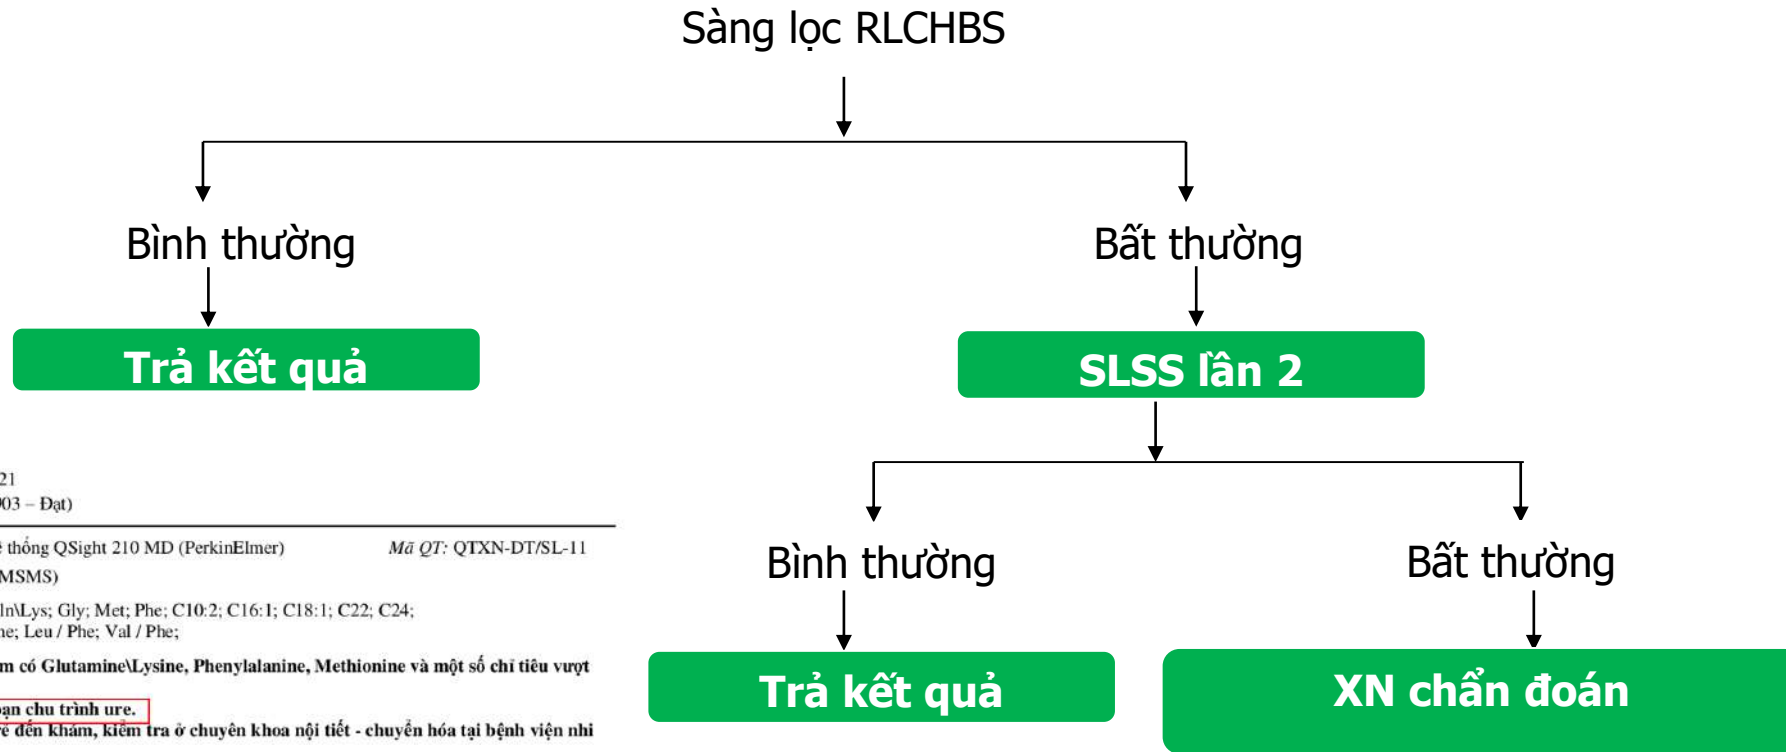 Sàng lọc RLCHBS
Bình thường
Bất thường
Trả kết quả
SLSS lần 2
21
903 – Đạt)
thống QSight 210 MD (PerkinElmer) Mã QT: QTXN-DT/SL-11
MSMS)
ln\Lys; Gly; Met; Phe; C10:2; C16:1; C18:1; C22; C24;
ne; Leu / Phe; Val / Phe;
m có Glutamine\Lysine, Phenylalanine, Methionine và một số chỉ tiêu vượt
oạn chu trình ure.
rẻ đến khám, kiểm tra ở chuyên khoa nội tiết - chuyển hóa tại bệnh viện nhi
Bình thường
Bất thường
Trả kết quả
XN chẩn đoán